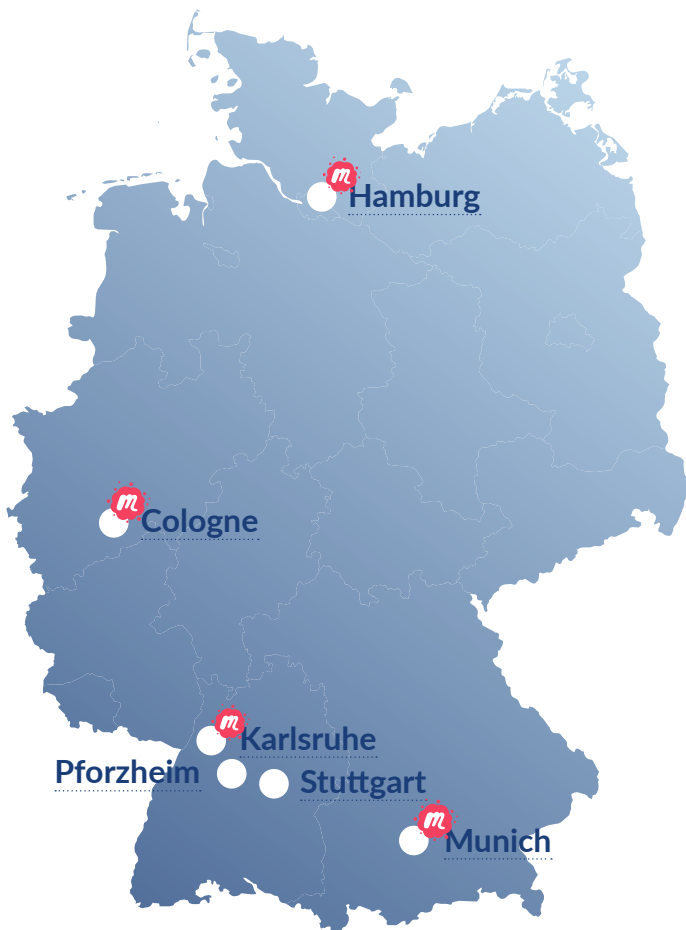 m
Hamburg
m
Cologne
m
Karlsruhe
Pforzheim
Stuttgart
m
Munich